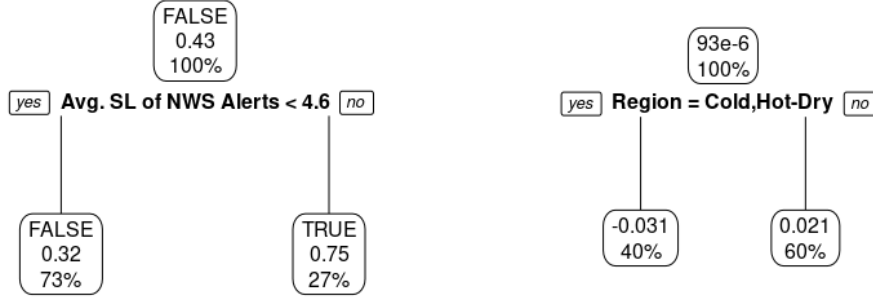 FALSE
0.43
100%
yes Avg. SL of NWS Alerts < 4.6 no
FALSE
0.32
73%
TRUE
0.75
27%
93e-6
100%
yes Region = Cold,Hot-Dry no
-0.031
40%
0.021
60%